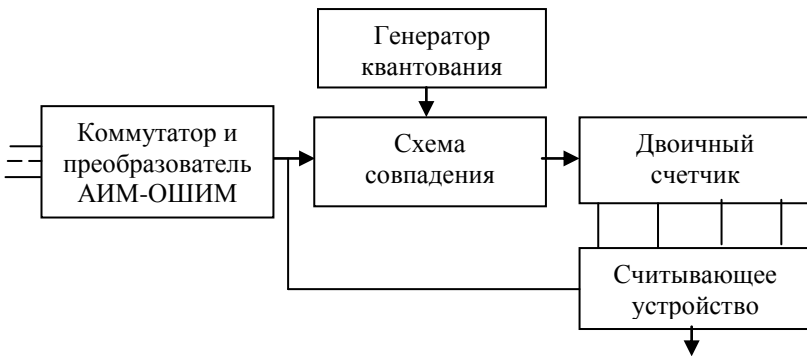 Генератор
квантования
Коммутатор и
преобразователь
АИМ-ОШИМ
Схема
совпадения
Двоичный
счетчик
Считывающее
устройство